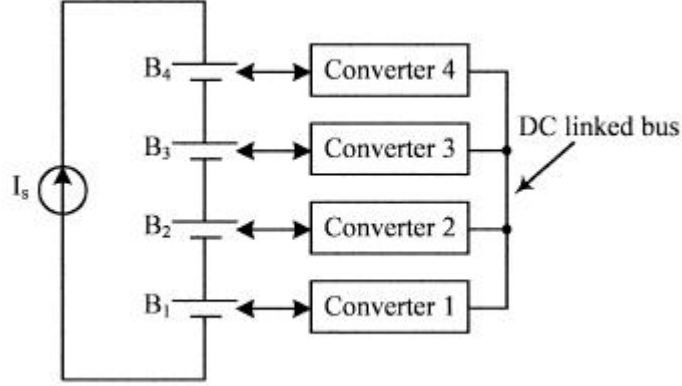 B₄
Converter 4
DC linked bus
B₃
Converter 3
Iₛ
B₂
Converter 2
B₁
Converter 1